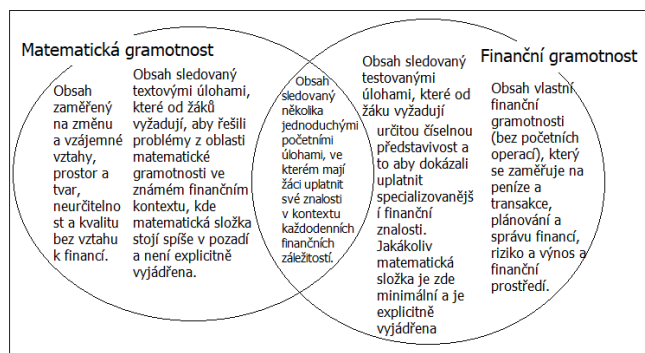 Matematická gramotnost
Obsah
zaměřený
na změnu
a vzájemné
vztahy,
prostor a
tvar,
neurčitelno
st a kvalitu
bez vztahu
k financí.
Obsah sledovaný
textovými úlohami,
které od žáků
vyžadují, aby řešili
problémy z oblasti
matematické
gramotnosti ve
známém finančním
kontextu, kde
matematická složka
stojí spíše v pozadí
a není explicitně
vyjádřena.
Obsah
sledovaný
několika
jednoduchými
početními
úlohami, ve
kterém mají
žáci uplatnit
své znalosti
v kontextu
každodenních
finančních
záležitostí.
Obsah sledovaný
testovanými
úlohami, které od
žáku vyžadují
určitou číselnou
představivost a
to aby dokázali
uplatnit
specializovanějš
í finanční
znalosti.
Jakákoliv
matematická
složka je zde
minimální a je
explicitně
vyjádřena
Finanční gramotnost
Obsah vlastní
finanční
gramotnosti
(bez početních
operací), který
se zaměřuje na
peníze a
transakce,
plánování a
správu financí,
riziko a výnos a
finanční
prostředí.